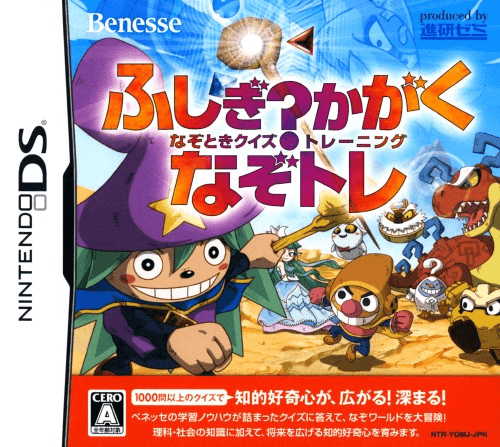 Benesse
produced by
進研ゼミ
ふしぎ?かがく
なぞときクイズ トレーニング
なぞトレ
NINTENDO DS
CERO
A
全年齢対象
1000問以上のクイズで 知的好奇心が、広がる!深まる!
ベネッセの学習ノウハウが詰まったクイズに答えて、なぞワールドを大冒険!
理科・社会の知識に加えて、将来を広げる知的好奇心を育みます。
NTR-YQMJ-JPN